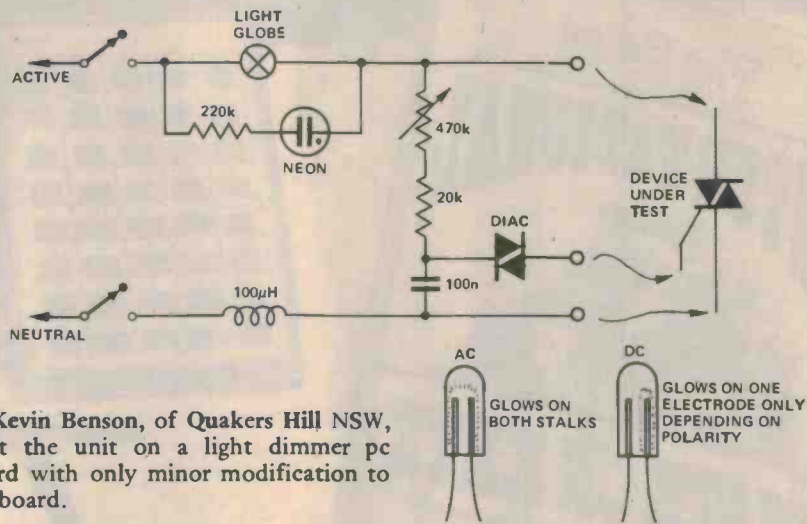 LIGHT
GLOBE
ACTIVE
220k
NEON
470k
20k
DIAC
DEVICE
UNDER
TEST
100n
100μH
NEUTRAL
AC
GLOWS ON
BOTH STALKS
DC
GLOWS ON ONE
ELECTRODE ONLY
DEPENDING ON
POLARITY
Kevin Benson, of Quakers Hill NSW,
t the unit on a light dimmer pc
rd with only minor modification to
board.